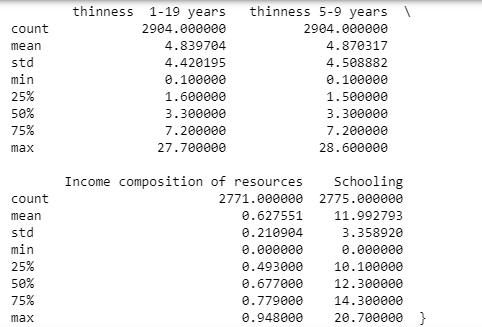 thinness  1-19 years   thinness 5-9 years  \
count            2904.000000          2904.000000
mean                4.839704             4.870317
std                 4.420195             4.508882
min                 0.100000             0.100000
25%                 1.600000             1.500000
50%                 3.300000             3.300000
75%                 7.200000             7.200000
max                27.700000            28.600000
Income composition of resources    Schooling
count                      2771.000000  2775.000000
mean                          0.627551    11.992793
std                           0.210904     3.358920
min                           0.000000     0.000000
25%                           0.493000    10.100000
50%                           0.677000    12.300000
75%                           0.779000    14.300000
max                           0.948000    20.700000  }